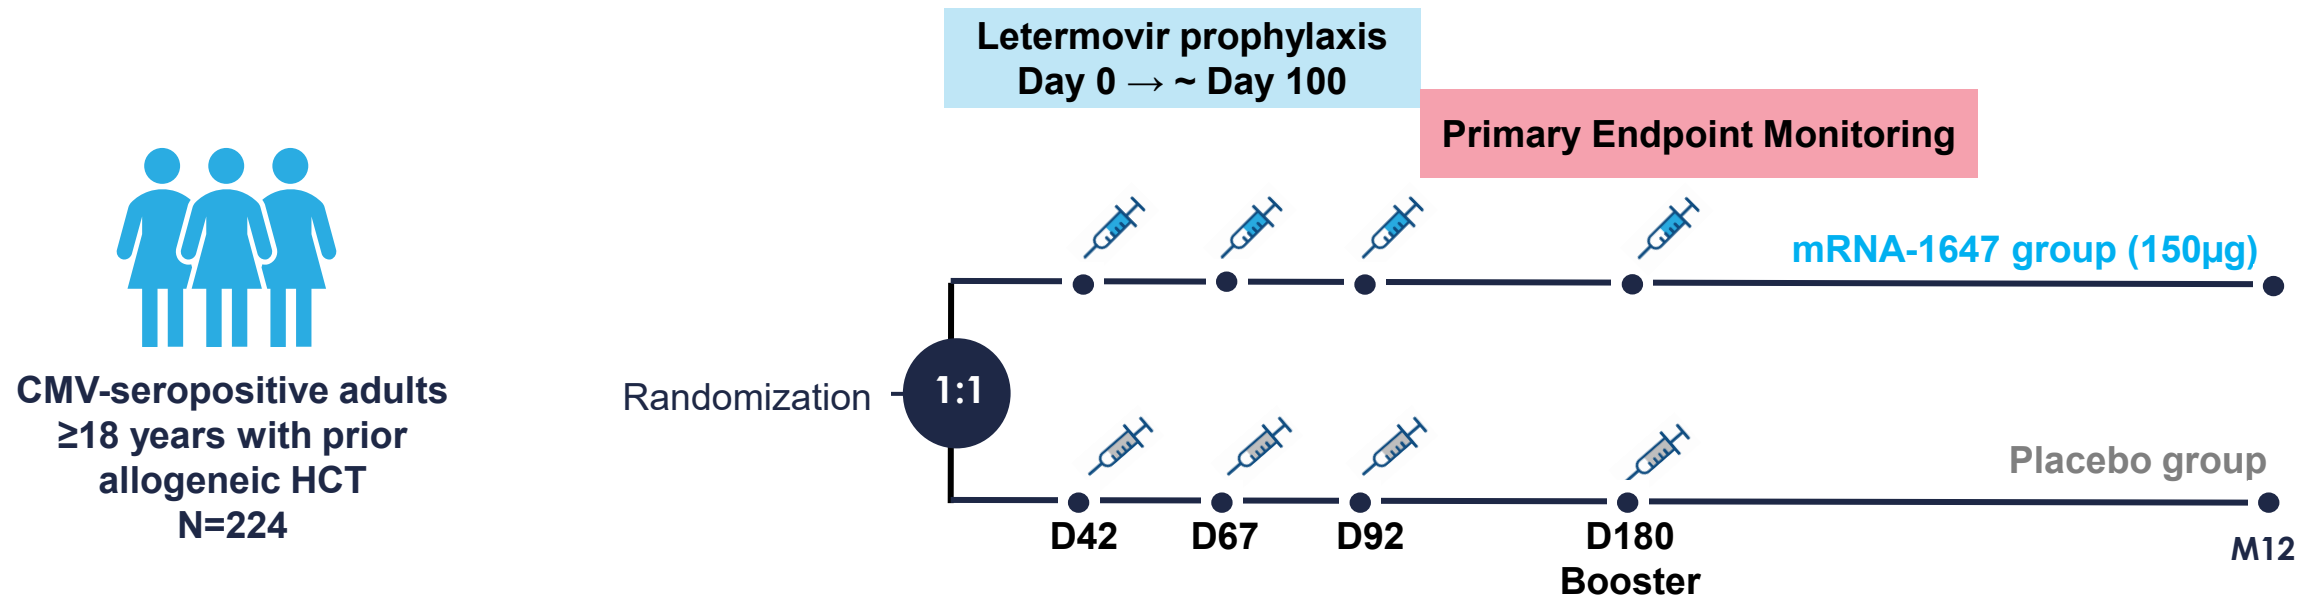 Letermovir prophylaxis
Day 0 → ~ Day 100
Primary Endpoint Monitoring
mRNA-1647 group (150µg)
CMV-seropositive adults
≥18 years with prior
allogeneic HCT
N=224
Randomization
1:1
Placebo group
D42
D67
D92
D180
Booster
M12